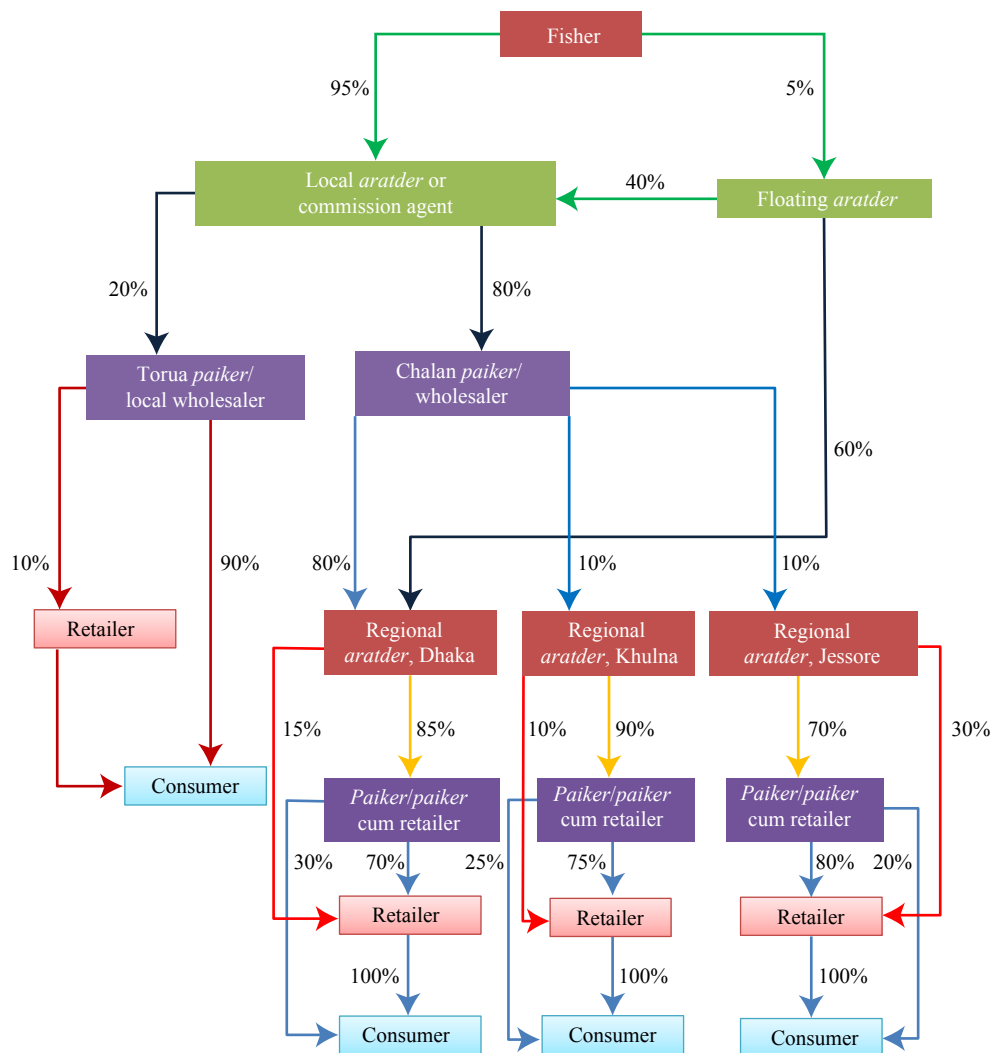 Fisher
95%
5%
Local aratder or
commission agent
40%
Floating aratder
20%
80%
Torua paiker/
local wholesaler
Chalan paiker/
wholesaler
60%
10%
90%
80%
10%
10%
Retailer
Regional
aratder, Dhaka
Regional
aratder, Khulna
Regional
aratder, Jessore
15%
85%
10%
90%
70%
30%
Consumer
Paiker/paiker
cum retailer
Paiker/paiker
cum retailer
Paiker/paiker
cum retailer
30%
70%
25%
75%
80%
20%
Retailer
Retailer
Retailer
100%
100%
100%
Consumer
Consumer
Consumer